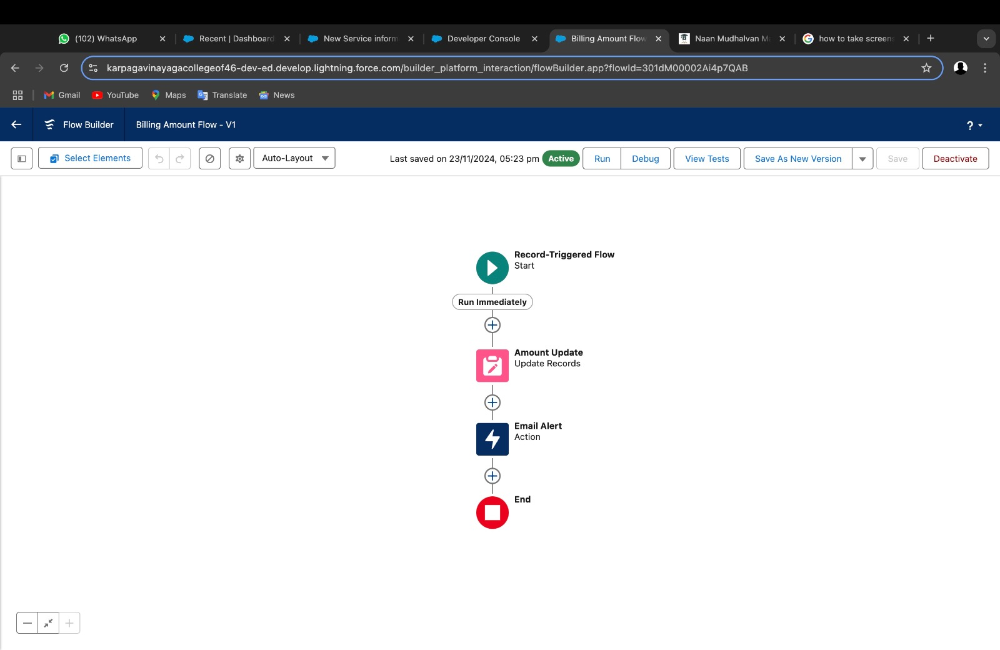 (102) WhatsApp
Recent | Dashboard
New Service inform
Developer Console
Billing Amount Flow
Naan Mudhalvan Ma
how to take screens
karpagavinayagacollegeof46-dev-ed.develop.lightning.force.com/builder_platform_interaction/flowBuilder.app?flowId=301dM00002Ai4p7QAB
Gmail
YouTube
Maps
Translate
News
Flow Builder
Billing Amount Flow - V1
?
Select Elements
Auto-Layout
Last saved on 23/11/2024, 05:23 pm
Active
Run
Debug
View Tests
Save As New Version
Save
Deactivate
Record-Triggered Flow
Start
Run Immediately
Amount Update
Update Records
Email Alert
Action
End